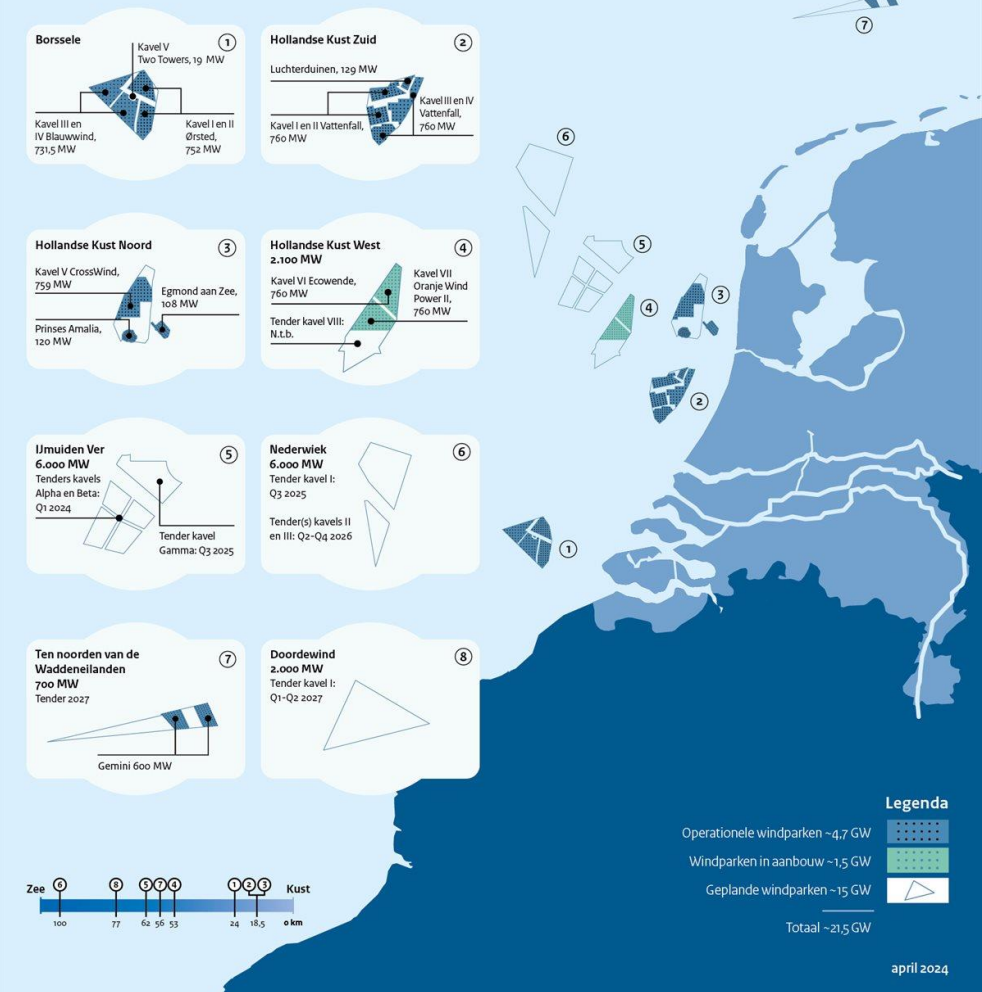 Borssele
①
Kavel V
Two Towers, 19 MW
Kavel III en
IV Blauwwind,
731,5 MW
Kavel I en II
Ørsted,
752 MW
Hollandse Kust Zuid
②
Luchterduinen, 129 MW
Kavel I en II Vattenfall,
760 MW
Kavel III en IV
Vattenfall,
760 MW
Hollandse Kust Noord
③
Kavel V CrossWind,
759 MW
Egmond aan Zee,
108 MW
Prinses Amalia,
120 MW
Hollandse Kust West
2.100 MW
④
Kavel VI Ecowende,
760 MW
Kavel VII
Oranje Wind
Power II,
760 MW
Tender kavel VIII:
N.t.b.
IJmuiden Ver
6.000 MW
⑤
Tenders kavels
Alpha en Beta:
Q1 2024
Tender kavel
Gamma: Q3 2025
Nederwiek
6.000 MW
⑥
Tender kavel I:
Q3 2025
Tender(s) kavels II
en III: Q2-Q4 2026
Ten noorden van de
Waddeneilanden
700 MW
⑦
Tender 2027
Gemini 600 MW
Doordewind
2.000 MW
⑧
Tender kavel I:
Q1-Q2 2027
⑦
⑥
⑤
④
③
②
①
Zee ⑥ ⑧ ⑤ ⑦ ④ ① ② ③ Kust
100 77 62 56 53 24 18,5 0 km
Legenda
Operationele windparken ~4,7 GW
Windparken in aanbouw ~1,5 GW
Geplande windparken ~15 GW
Totaal ~21,5 GW
april 2024